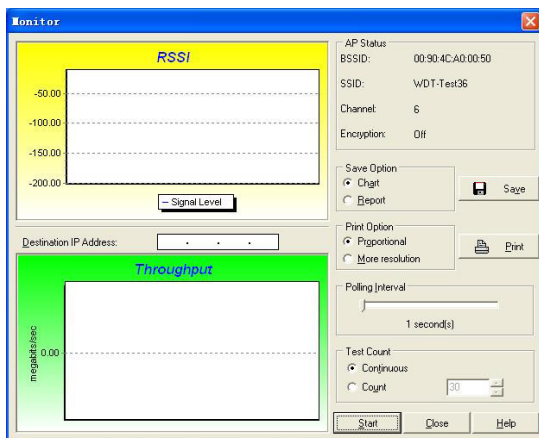 Monitor
RSSI
-50.00
-100.00
-150.00
-200.00
Signal Level
Destination IP Address: . . .
Throughput
megabits/sec
0.00
AP Status
BSSID: 00:90:4C:A0:00:50
SSID: WDT-Test36
Channel: 6
Encryption: Off
Save Option
Chart
Report
Save
Print Option
Proportional
More resolution
Print
Polling Interval
1 second(s)
Test Count
Continuous
Count 30
Start Close Help